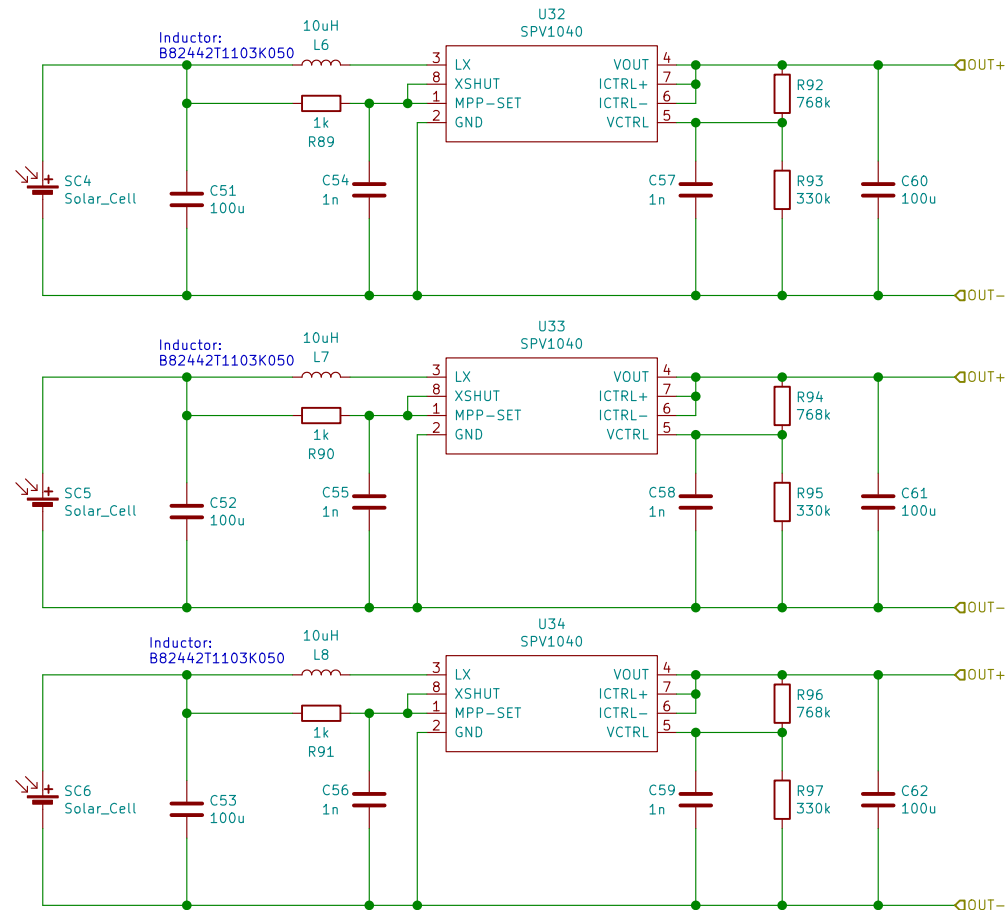 U32
SPV1040
Inductor:
B82442T1103K050
10uH
L6
3 LX
8 XSHUT
1 MPP-SET
2 GND
VOUT 4
ICTRL+ 7
ICTRL- 6
VCTRL 5
OUT+
R92
768k
1k
R89
SC4
Solar_Cell
C51
100u
C54
1n
C57
1n
R93
330k
C60
100u
OUT-
U33
SPV1040
Inductor:
B82442T1103K050
10uH
L7
3 LX
8 XSHUT
1 MPP-SET
2 GND
VOUT 4
ICTRL+ 7
ICTRL- 6
VCTRL 5
OUT+
R94
768k
1k
R90
SC5
Solar_Cell
C52
100u
C55
1n
C58
1n
R95
330k
C61
100u
OUT-
U34
SPV1040
Inductor:
B82442T1103K050
10uH
L8
3 LX
8 XSHUT
1 MPP-SET
2 GND
VOUT 4
ICTRL+ 7
ICTRL- 6
VCTRL 5
OUT+
R96
768k
1k
R91
SC6
Solar_Cell
C53
100u
C56
1n
C59
1n
R97
330k
C62
100u
OUT-